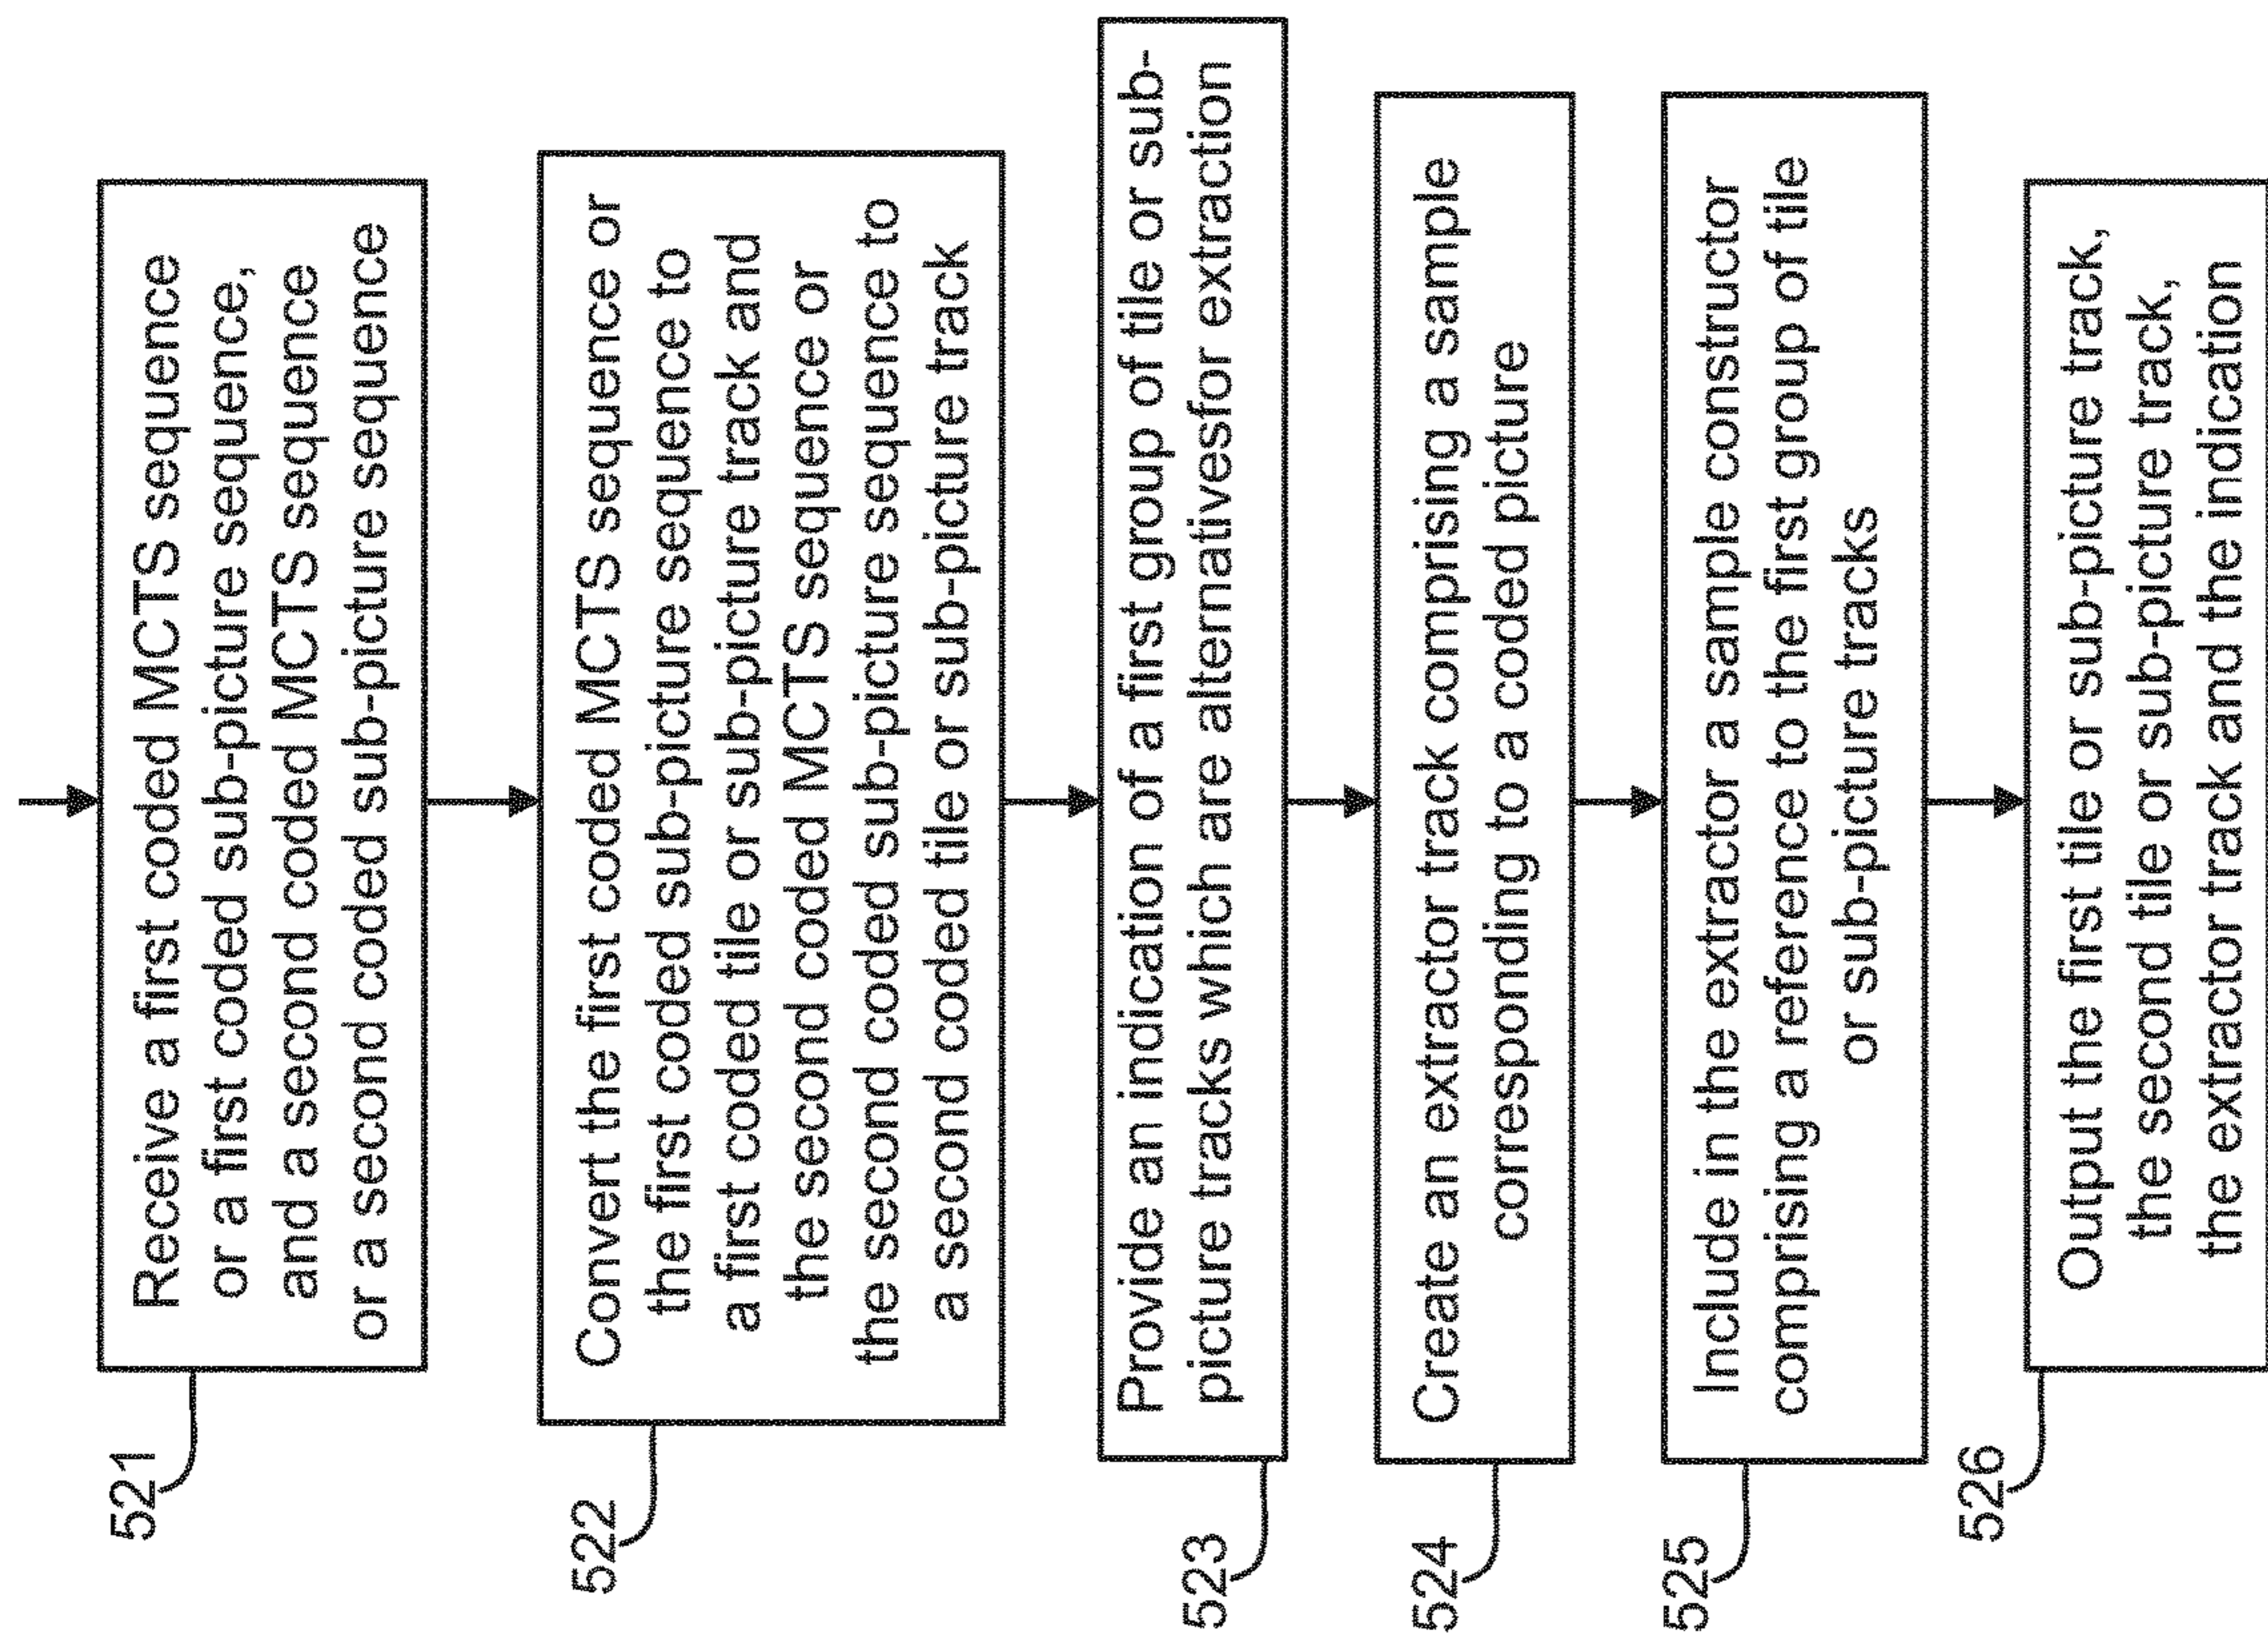 521
Receive a first coded MCTS sequence
or a first coded sub-picture sequence,
and a second coded MCTS sequence
or a second coded sub-picture sequence
522
Convert the first coded MCTS sequence or
the first coded sub-picture sequence to
a first coded tile or sub-picture track and
the second coded MCTS sequence or
the second coded sub-picture sequence to
a second coded tile or sub-picture track
523
Provide an indication of a first group of tile or sub-
picture tracks which are alternativesfor extraction
524
Create an extractor track comprising a sample
corresponding to a coded picture
525
Include in the extractor a sample constructor
comprising a reference to the first group of tile
or sub-picture tracks
526
Output the first tile or sub-picture track,
the second tile or sub-picture track,
the extractor track and the indication